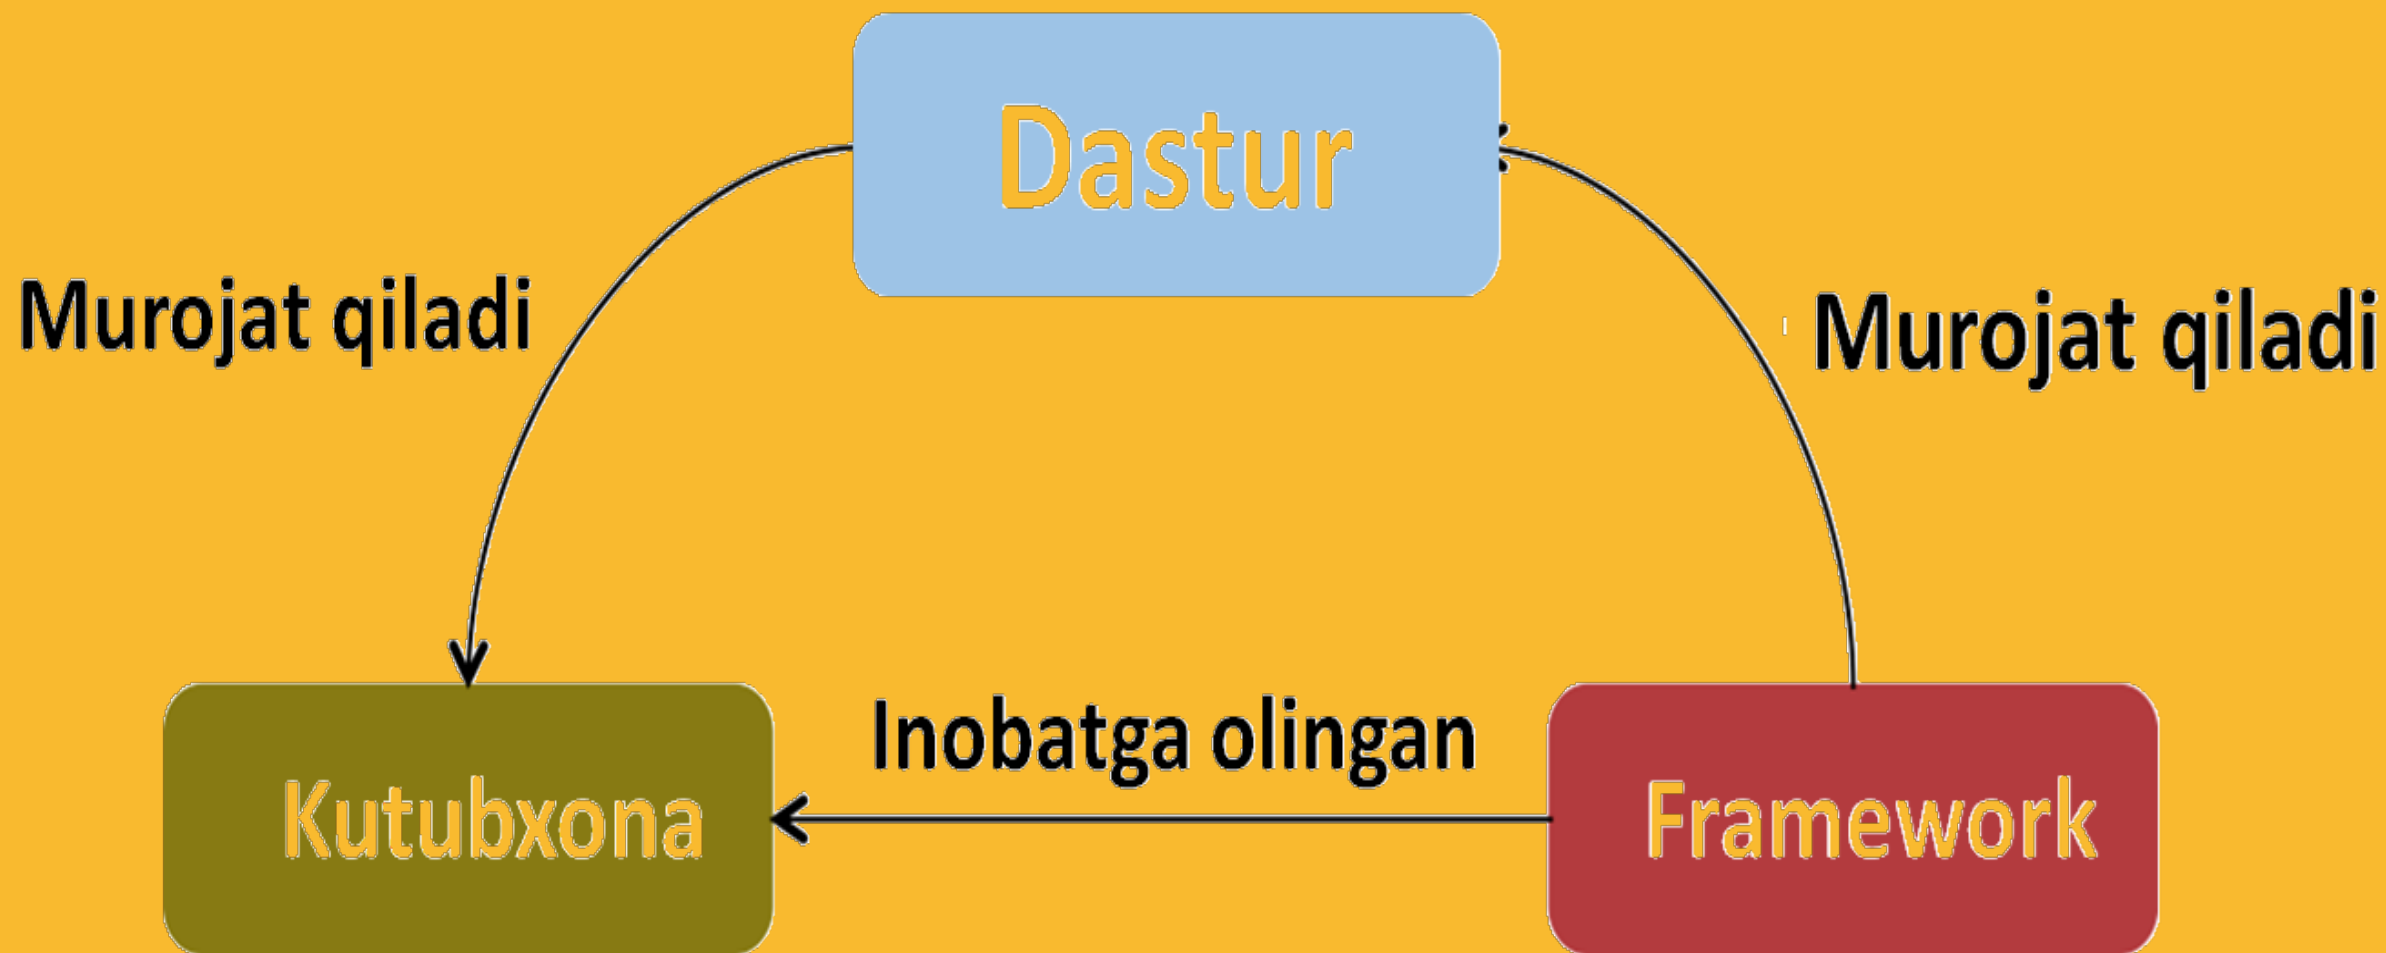 Dastur
Murojat qiladi
Murojat qiladi
Inobatga olingan
Kutubxona
Framework